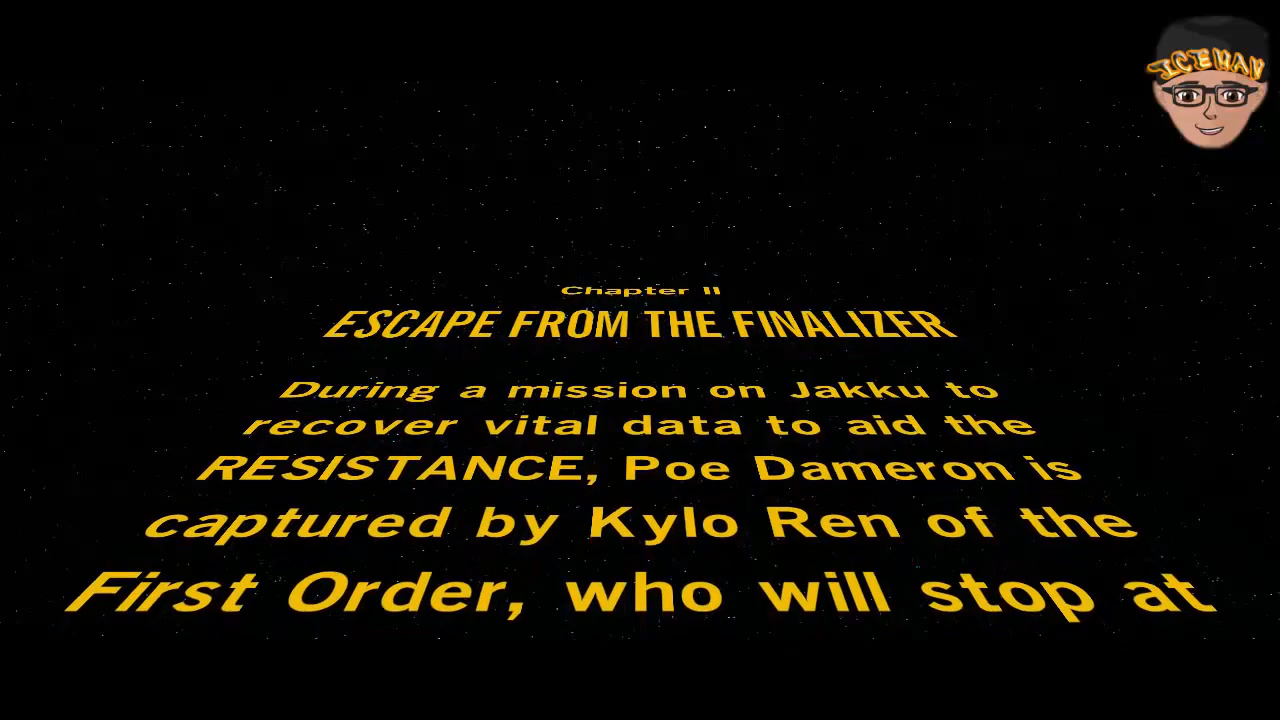 ICEMAN
Chapter II
ESCAPE FROM THE FINALIZER
During a mission on Jakku to
recover vital data to aid the
RESISTANCE, Poe Dameron is
captured by Kylo Ren of the
First Order, who will stop at